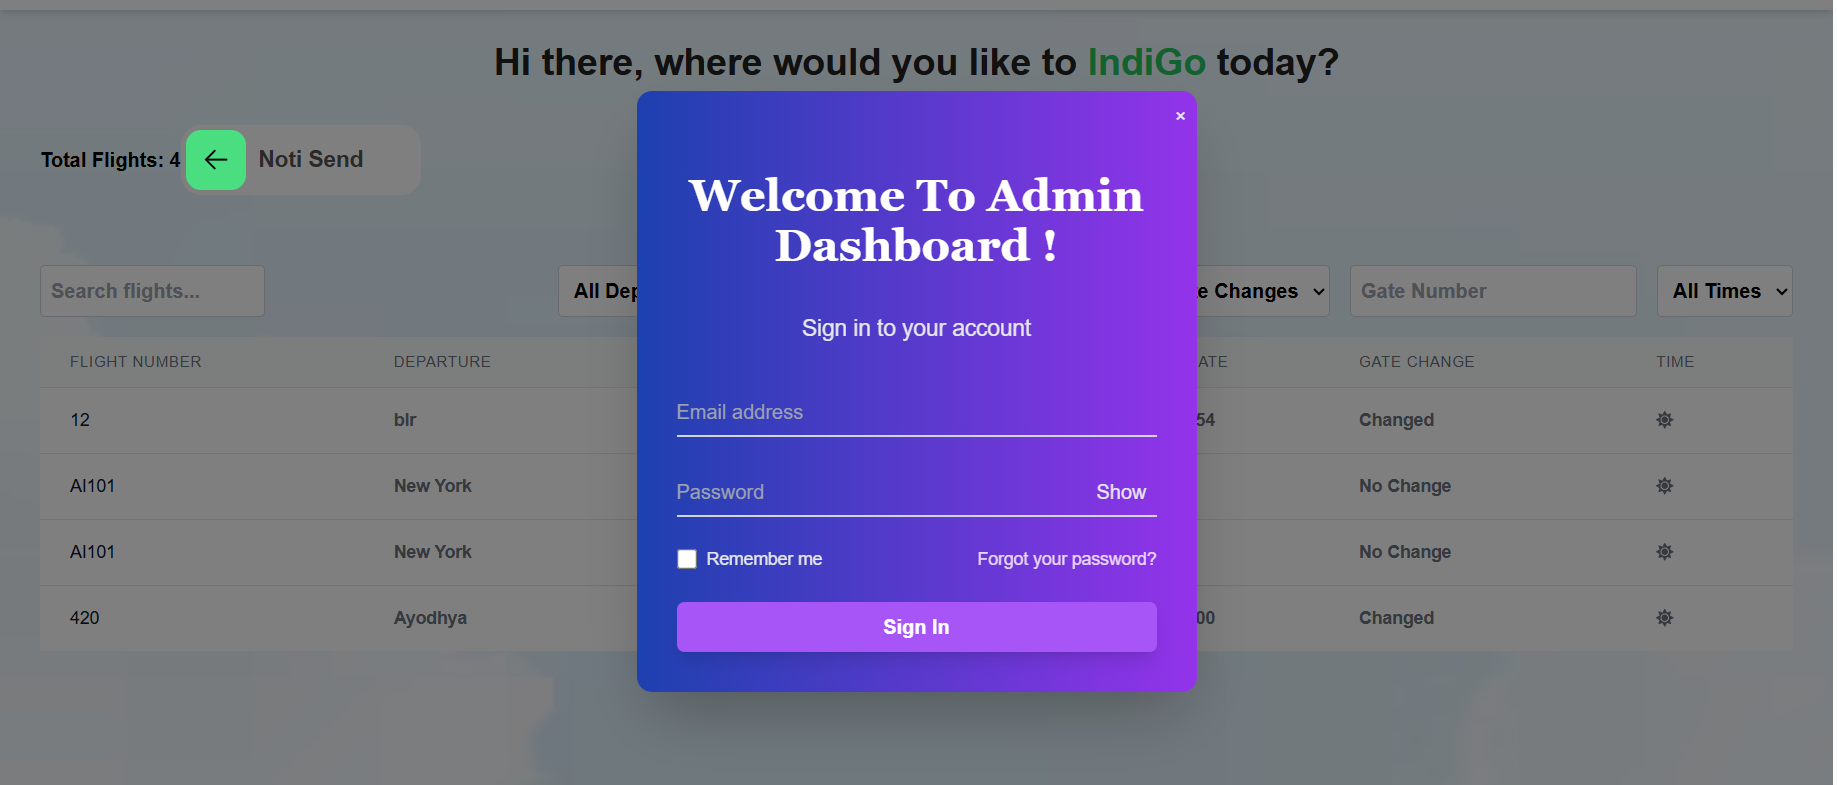 Hi there, where would you like to IndiGo today?
×
Total Flights: 4
Noti Send
Welcome To Admin
Dashboard !
Sign in to your account
Search flights...
All Dep
e Changes
Gate Number
All Times
FLIGHT NUMBER DEPARTURE ATE GATE CHANGE TIME
12 blr 54 Changed
AI101 New York No Change
AI101 New York No Change
420 Ayodhya 00 Changed
Email address
Password Show
Remember me Forgot your password?
Sign In